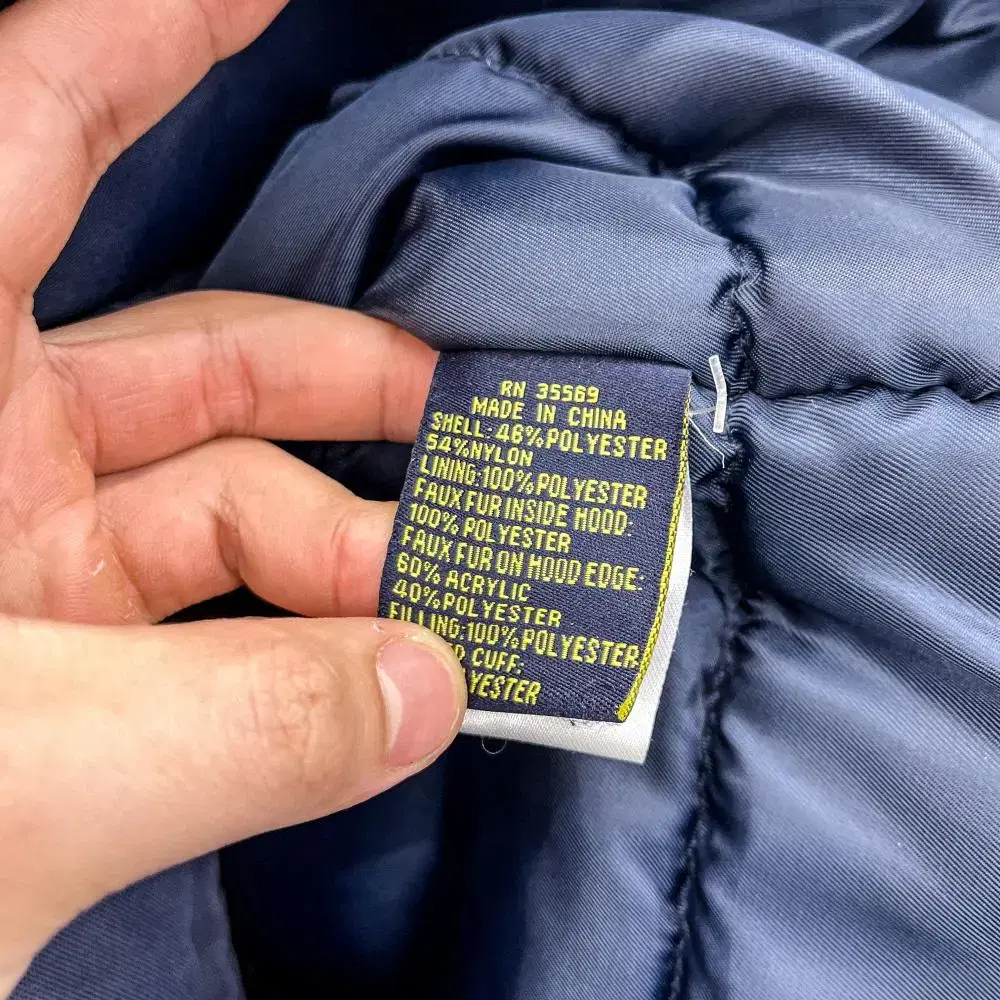 RN 35569
MADE IN CHINA
SHELL: 46% POLYESTER
54% NYLON
LINING: 100% POLYESTER
FAUX FUR INSIDE HOOD:
100% POLYESTER
FAUX FUR ON HOOD EDGE:
60% ACRYLIC
40% POLYESTER
FILLING: 100% POLYESTER
CUFF: